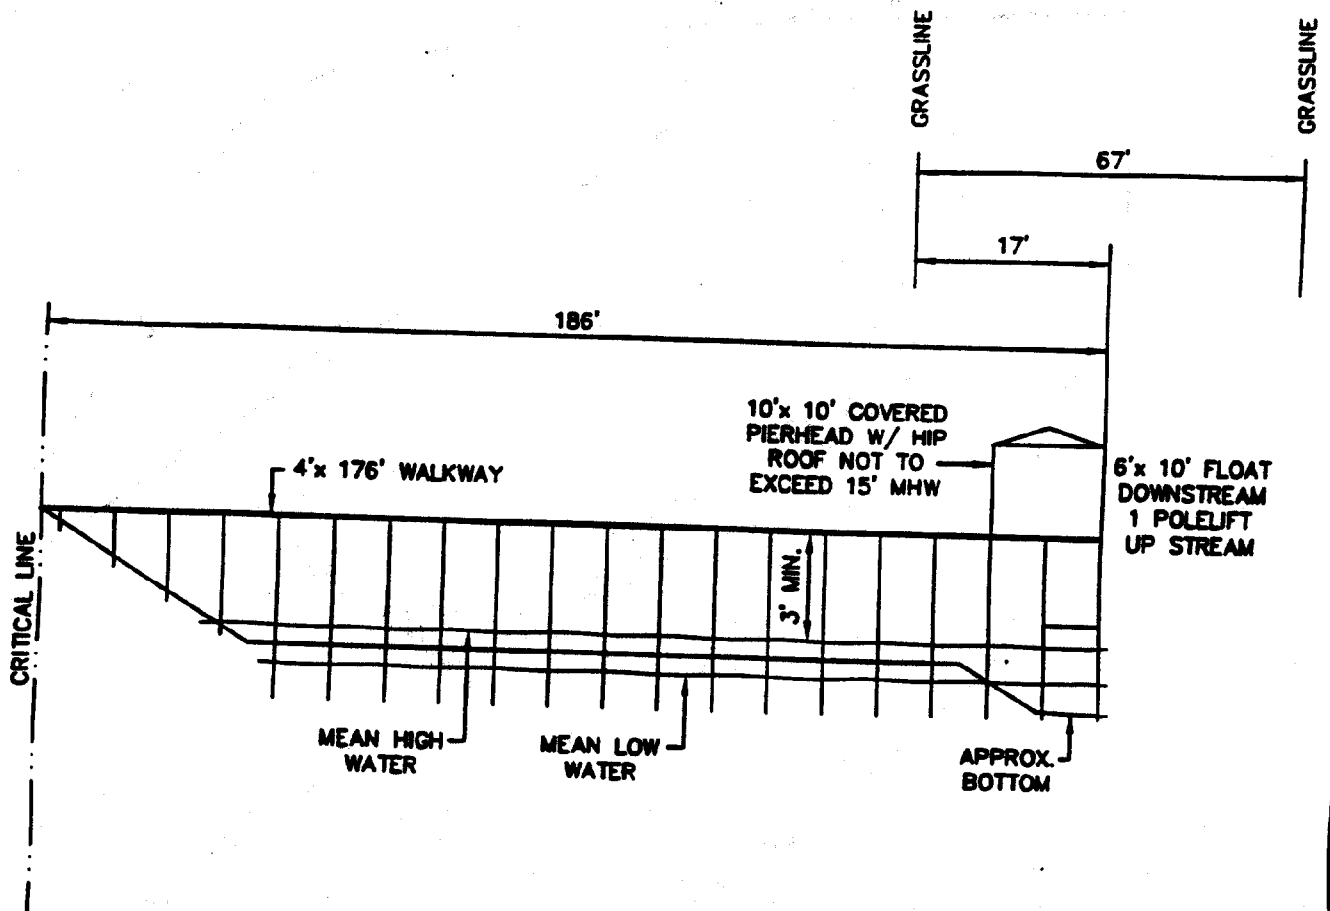 GRASSLINE
GRASSLINE
67'
17'
186'
10'x 10' COVERED
PIERHEAD W/ HIP
ROOF NOT TO
EXCEED 15' MHW
4'x 176' WALKWAY
6'x 10' FLOAT
DOWNSTREAM
1 POLELIFT
UP STREAM
CRITICAL LINE
3' MIN.
MEAN HIGH
WATER
MEAN LOW
WATER
APPROX.
BOTTOM